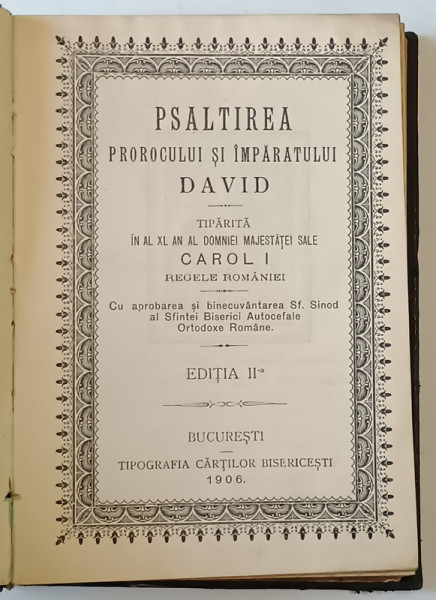 PSALTIREA
PROROCULUI ȘI ÎMPĂRATULUI
DAVID
TIPĂRITĂ
ÎN AL XL AN AL DOMNIEI MAJESTĂȚEI SALE
CAROL I
REGELE ROMÂNIEI
Cu aprobarea și binecuvântarea Sf. Sinod
al Sfintei Biserici Autocefale
Ortodoxe Române.
EDIȚIA II-a
BUCUREȘTI
TIPOGRAFIA CĂRȚILOR BISERICEȘTI
1906.